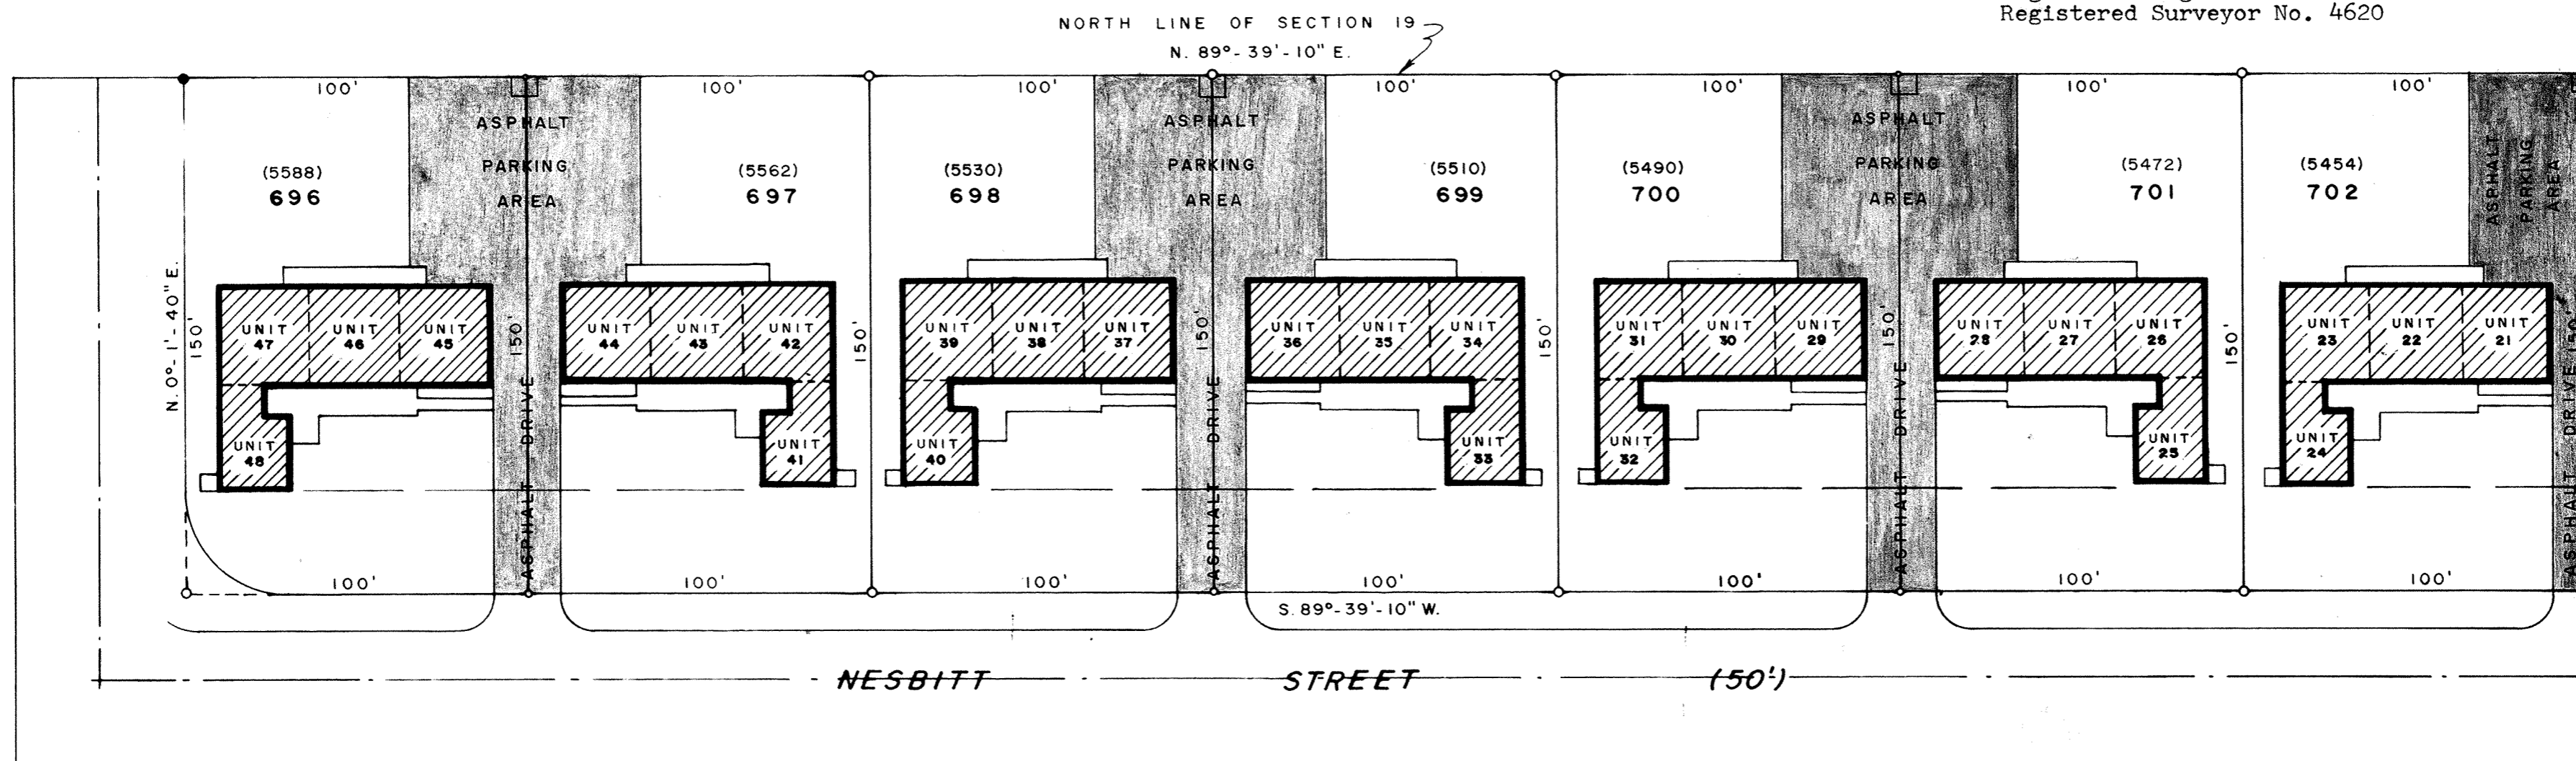 Registered Surveyor No. 4620
NORTH LINE OF SECTION 19
N. 89°-39'-10" E.
100'
100'
100'
100'
100'
100'
100'
ASPHALT
PARKING
AREA
ASPHALT
PARKING
AREA
ASPHALT
PARKING
AREA
ASPHALT
PARKING
AREA
(5588)
696
(5562)
697
(5530)
698
(5510)
699
(5490)
700
(5472)
701
(5454)
702
N. 0°-1'-40" E.
150'
150'
150'
150'
150'
150'
150'
UNIT
47
UNIT
46
UNIT
45
UNIT
44
UNIT
43
UNIT
42
UNIT
39
UNIT
38
UNIT
37
UNIT
36
UNIT
35
UNIT
34
UNIT
31
UNIT
30
UNIT
29
UNIT
28
UNIT
27
UNIT
26
UNIT
23
UNIT
22
UNIT
21
UNIT
48
UNIT
41
UNIT
40
UNIT
33
UNIT
32
UNIT
25
UNIT
24
ASPHALT DRIVE
ASPHALT DRIVE
ASPHALT DRIVE
ASPHALT DRIVE
100'
100'
100'
100'
100'
100'
100'
S. 89°-39'-10" W.
NESBITT STREET (50')